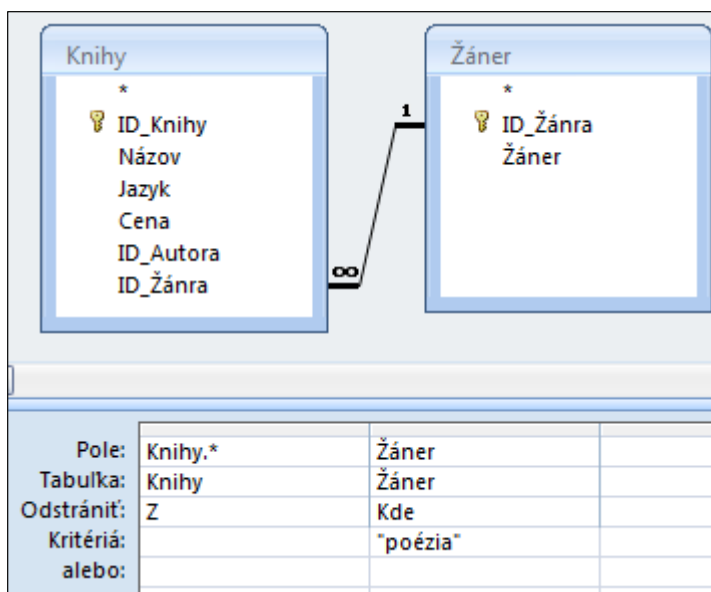 Knihy
*
ID_Knihy
Názov
Jazyk
Cena
ID_Autora
ID_Žánra
1
∞
Žáner
*
ID_Žánra
Žáner
Pole: Knihy.* Žáner
Tabuľka: Knihy Žáner
Odstrániť: Z Kde
Kritériá: "poézia"
alebo: